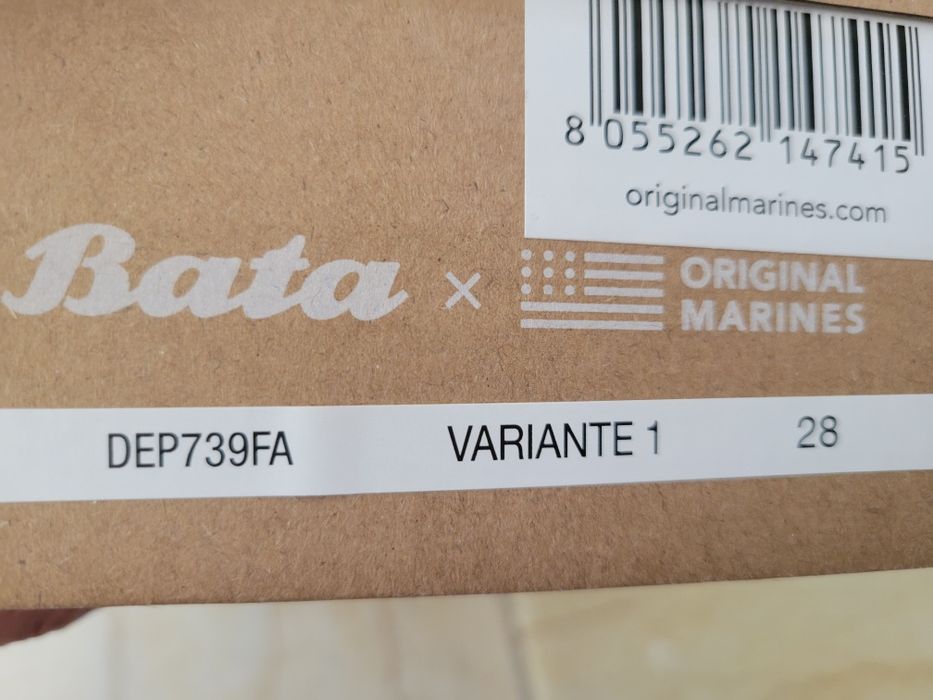 8 055262 147415
originalmarines.com
Bata × ORIGINAL
MARINES
DEP739FA VARIANTE 1 28